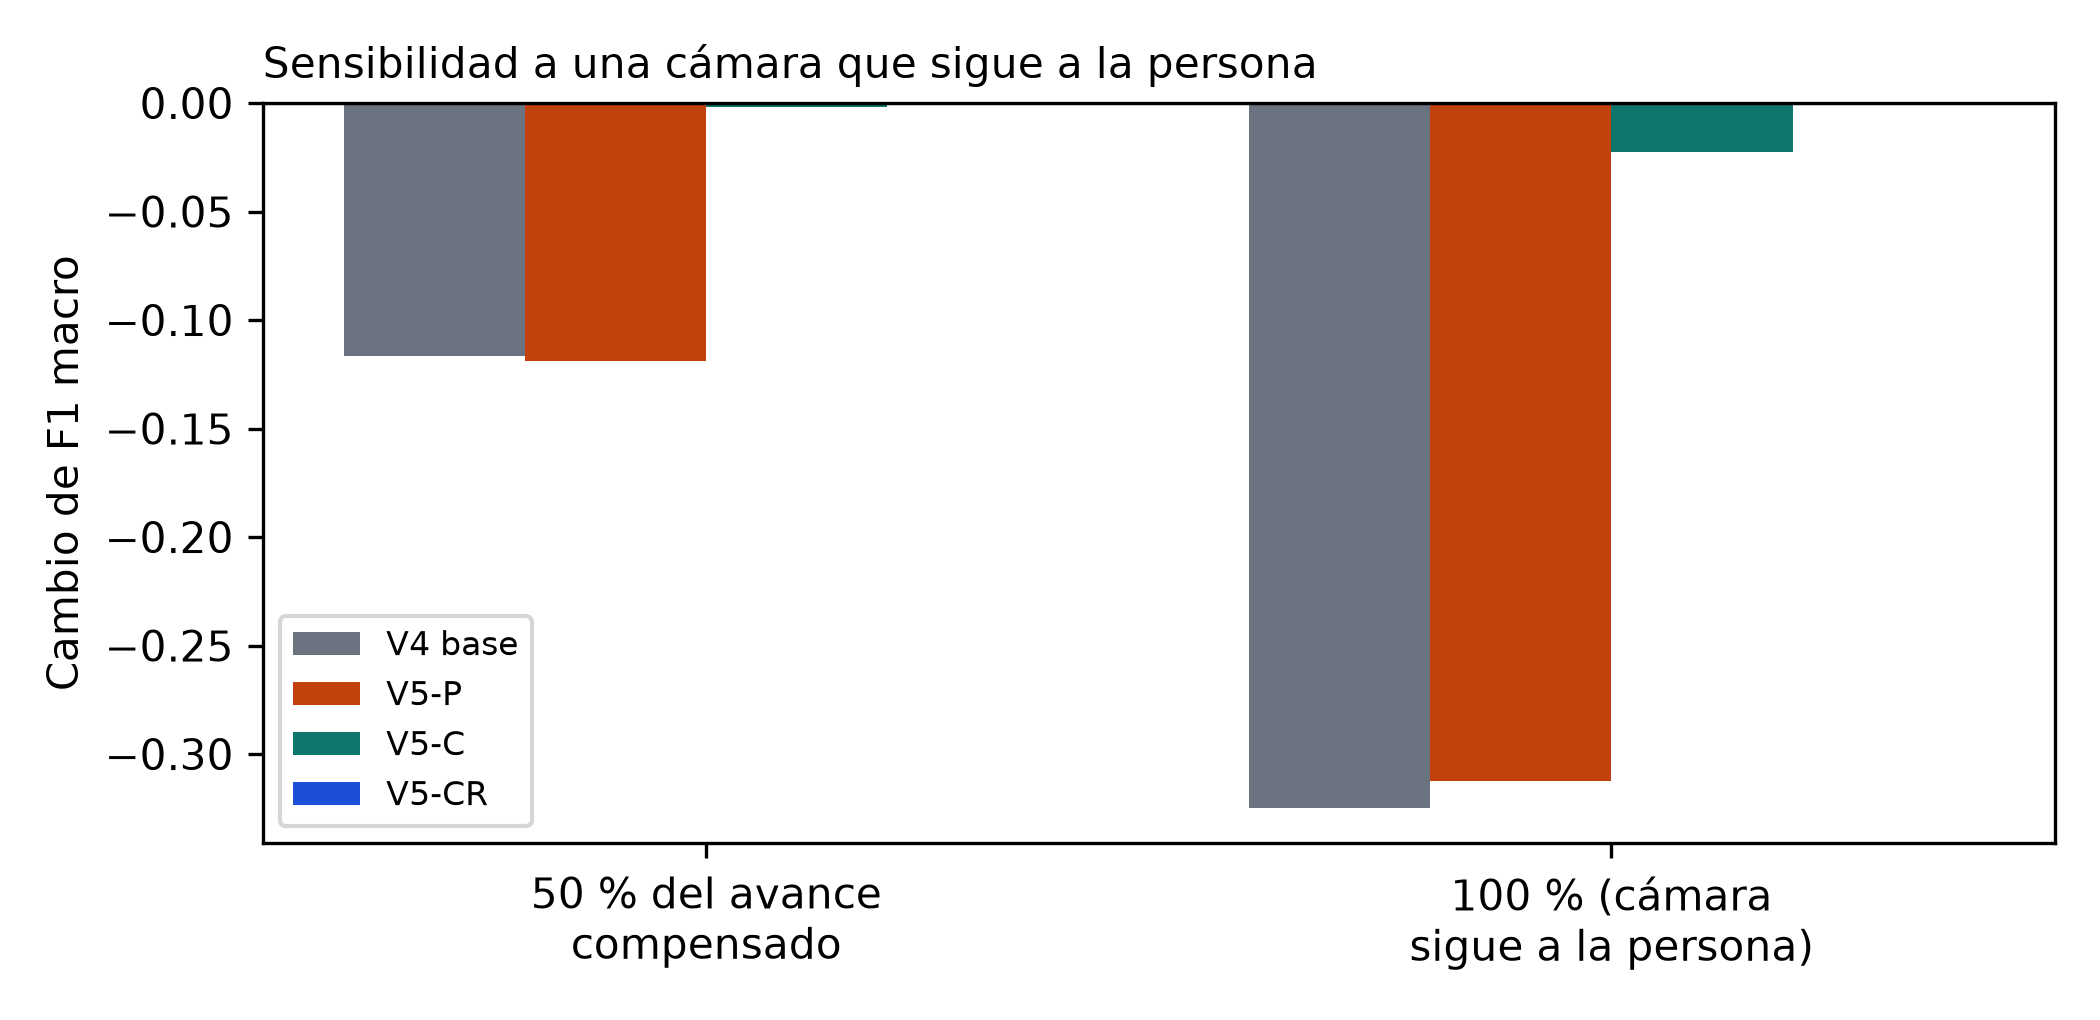 Sensibilidad a una cámara que sigue a la persona
Cambio de F1 macro
0.00
−0.05
−0.10
−0.15
−0.20
−0.25
−0.30
V4 base
V5-P
V5-C
V5-CR
50 % del avance
compensado
100 % (cámara
sigue a la persona)